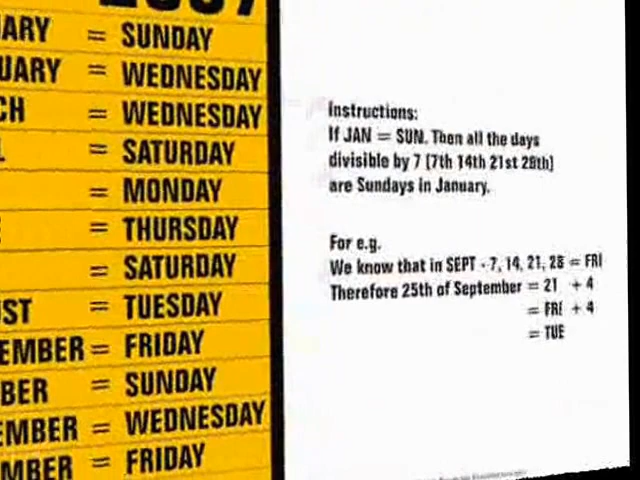 2007
ARY = SUNDAY
UARY = WEDNESDAY
CH = WEDNESDAY
L = SATURDAY
= MONDAY
E = THURSDAY
= SATURDAY
UST = TUESDAY
EMBER = FRIDAY
BER = SUNDAY
EMBER = WEDNESDAY
MBER = FRIDAY
Instructions:
If JAN = SUN. Then all the days
divisible by 7 (7th 14th 21st 28th)
are Sundays in January.
For e.g.
We know that in SEPT - 7, 14, 21, 28 = FRI
Therefore 25th of September = 21 + 4
= FRI + 4
= TUE